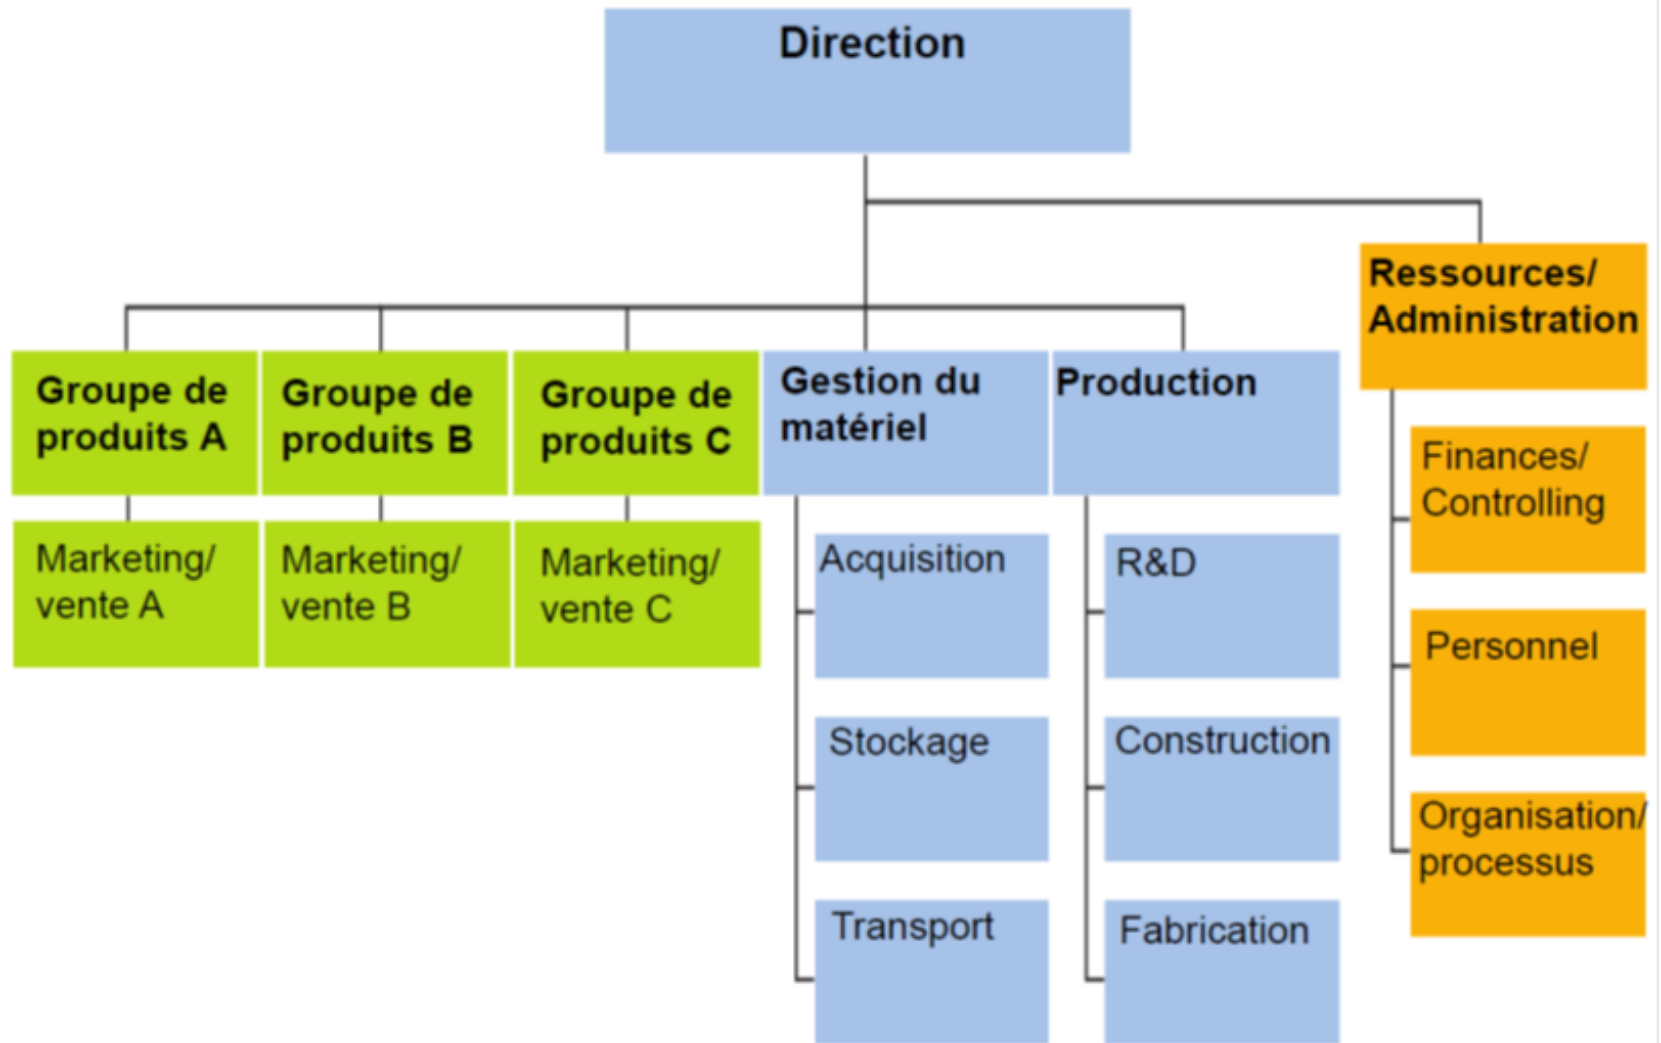 Direction
Ressources/
Administration
Groupe de
produits A
Groupe de
produits B
Groupe de
produits C
Gestion du
matériel
Production
Finances/
Controlling
Marketing/
vente A
Marketing/
vente B
Marketing/
vente C
Acquisition
R&D
Personnel
Stockage
Construction
Organisation/
processus
Transport
Fabrication